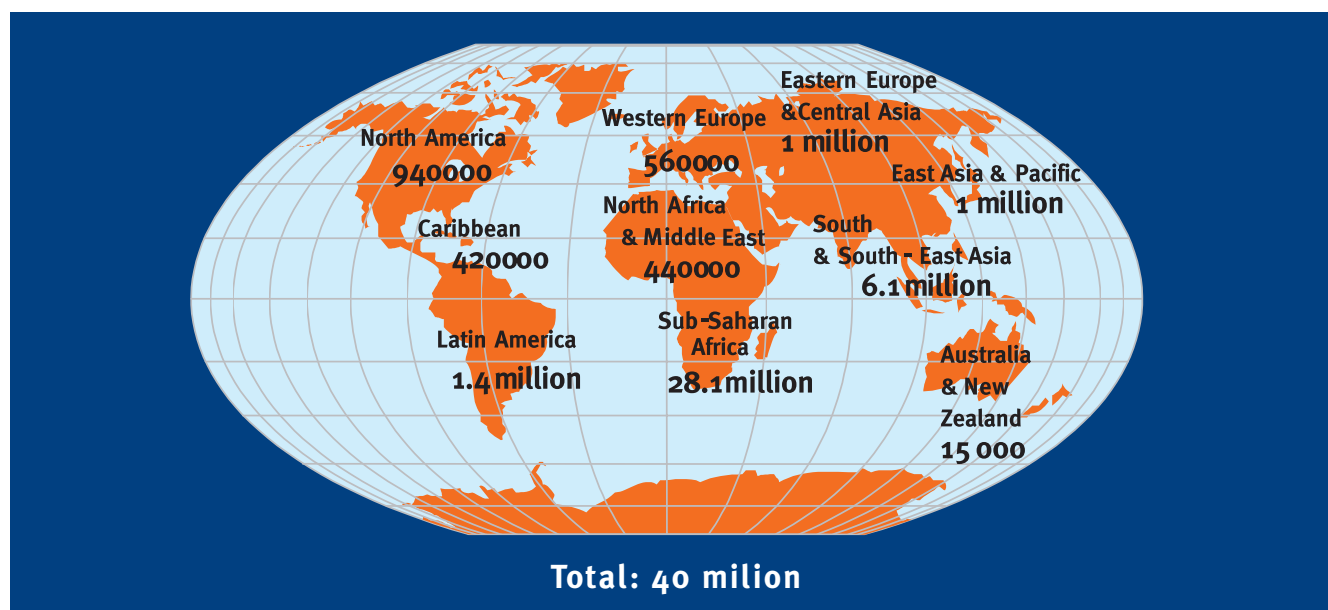 Eastern Europe
&Central Asia
1 million
Western Europe
560000
North America
940000
East Asia & Pacific
1 million
North Africa
& Middle East
440000
Caribbean
420000
South
& South-East Asia
6.1 million
Sub-Saharan
Africa
28.1 million
Latin America
1.4 million
Australia
& New
Zealand
15 000
Total: 40 milion